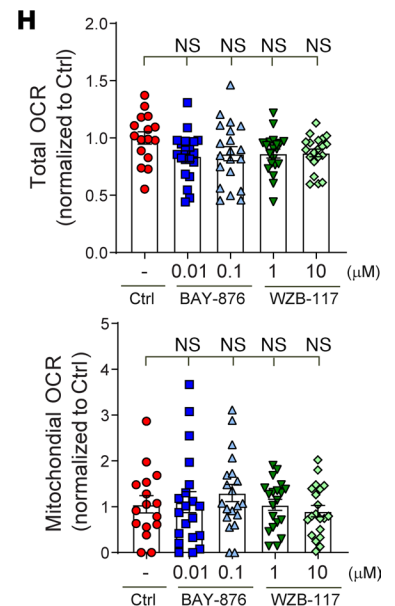 H
Total OCR
(normalized to Ctrl)
2.0
1.5
1.0
0.5
0.0
NS NS NS NS
- 0.01 0.1 1 10 (μM)
Ctrl BAY-876 WZB-117
Mitochondial OCR
(normalized to Ctrl)
5
4
3
2
1
0
NS NS NS NS
- 0.01 0.1 1 10 (μM)
Ctrl BAY-876 WZB-117